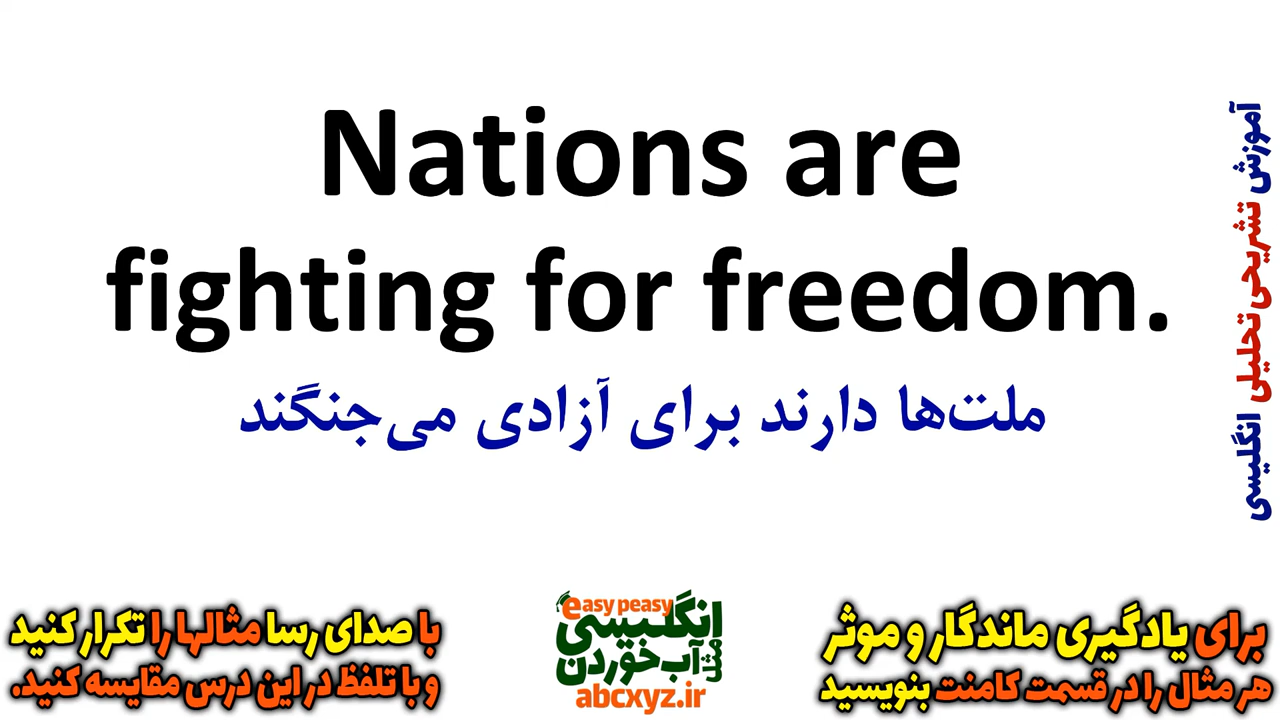 Nations are
fighting for freedom.
ملت‌ها دارند برای آزادی می‌جنگند
آموزش تشریحی تحلیلی انگلیسی
برای یادگیری ماندگار و موثر
هر مثال را در قسمت کامنت بنویسید
easy peasy
انگلیسی
مثل آب خوردن
abcxyz.ir
با صدای رسا مثالها را تکرار کنید
و با تلفظ در این درس مقایسه کنید.